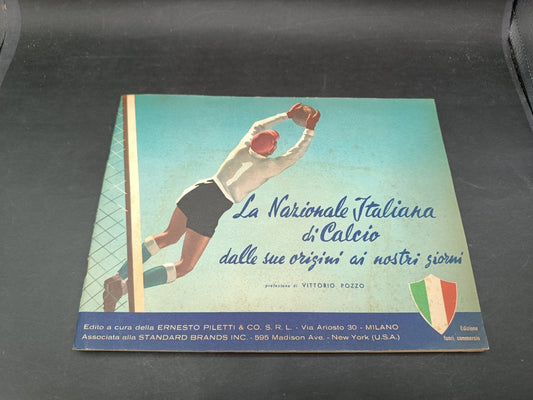 La Nazionale Italiana
di Calcio
dalle sue origini ai nostri giorni
prefazione di VITTORIO POZZO
Edito a cura della ERNESTO PILETTI & CO. S. R. L. - Via Ariosto 30 - MILANO
Associata alla STANDARD BRANDS INC. - 595 Madison Ave. - New York (U.S.A.)
Edizione
fuori commercio